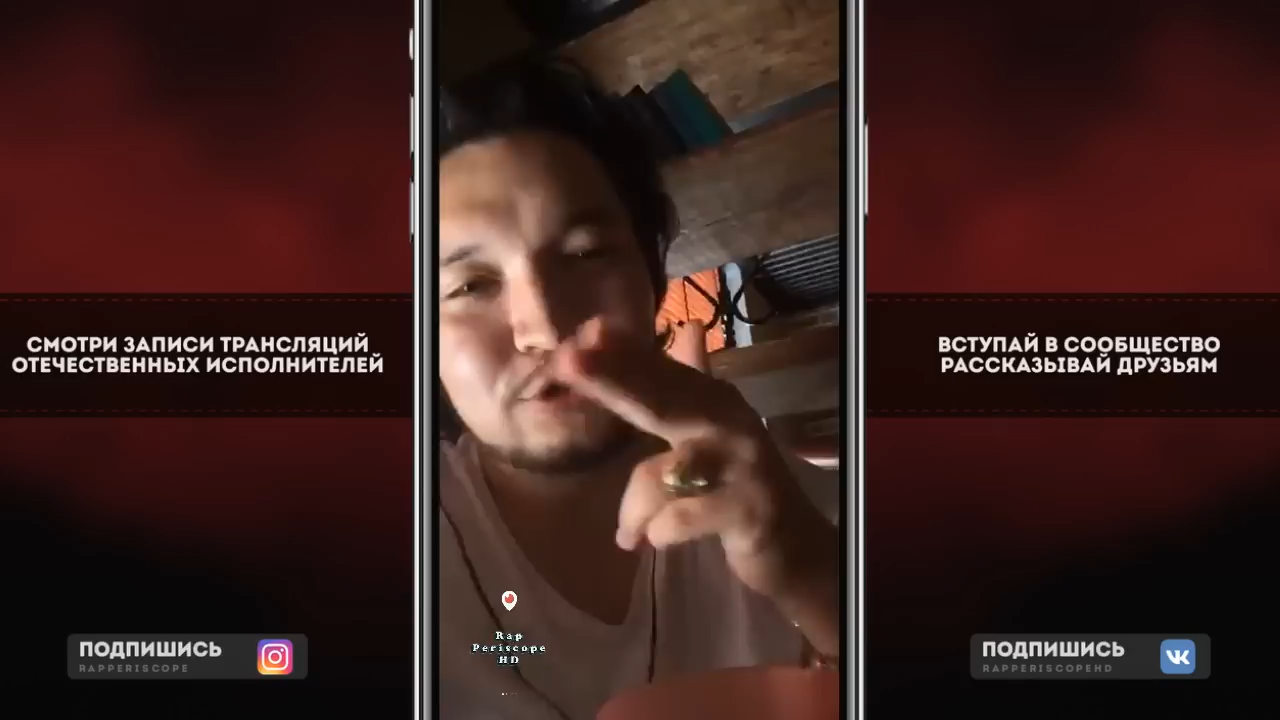 СМОТРИ ЗАПИСИ ТРАНСЛЯЦИЙ
ОТЕЧЕСТВЕННЫХ ИСПОЛНИТЕЛЕЙ
ВСТУПАЙ В СООБЩЕСТВО
РАССКАЗЫВАЙ ДРУЗЬЯМ
Rap
Periscope
HD
ПОДПИШИСЬ
RAPPERISCOPE
ПОДПИШИСЬ
RAPPERISCOPEHD